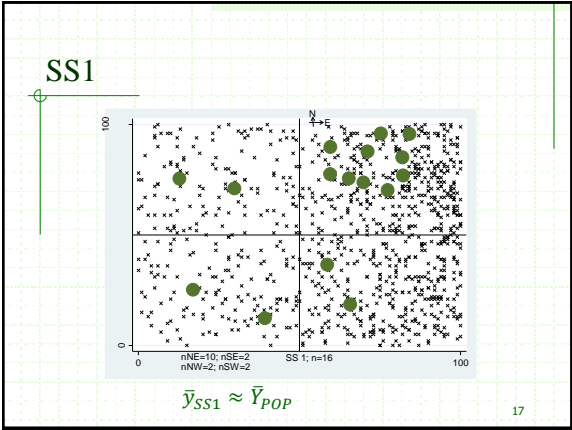 SS1
N
E
100
0
0
100
nNE=10; nSE=2
nNW=2; nSW=2
SS 1; n=16
ȳ_SS1 ≈ Ȳ_POP
17